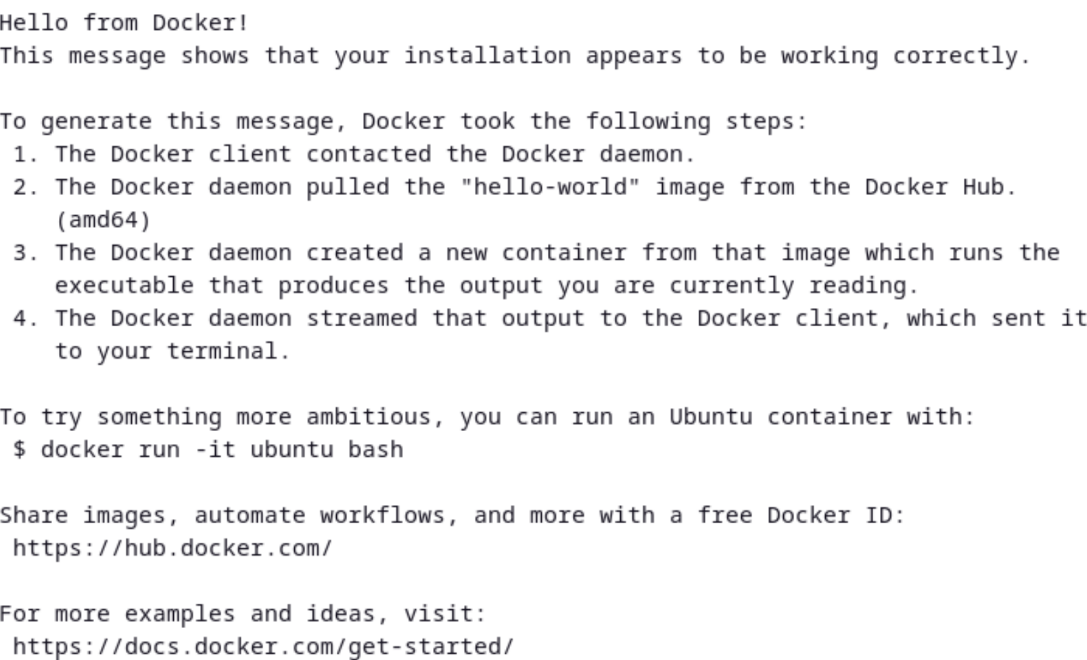 Hello from Docker!
This message shows that your installation appears to be working correctly.

To generate this message, Docker took the following steps:
 1. The Docker client contacted the Docker daemon.
 2. The Docker daemon pulled the "hello-world" image from the Docker Hub.
    (amd64)
 3. The Docker daemon created a new container from that image which runs the
    executable that produces the output you are currently reading.
 4. The Docker daemon streamed that output to the Docker client, which sent it
    to your terminal.

To try something more ambitious, you can run an Ubuntu container with:
 $ docker run -it ubuntu bash

Share images, automate workflows, and more with a free Docker ID:
 https://hub.docker.com/

For more examples and ideas, visit:
 https://docs.docker.com/get-started/